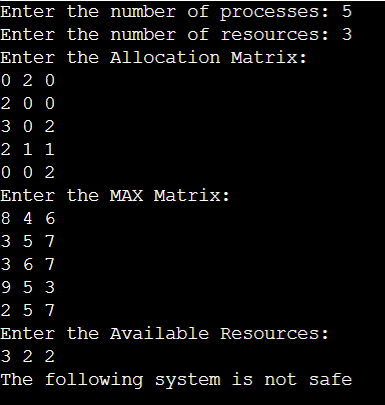 Enter the number of processes: 5
Enter the number of resources: 3
Enter the Allocation Matrix:
0 2 0
2 0 0
3 0 2
2 1 1
0 0 2
Enter the MAX Matrix:
8 4 6
3 5 7
3 6 7
9 5 3
2 5 7
Enter the Available Resources:
3 2 2
The following system is not safe